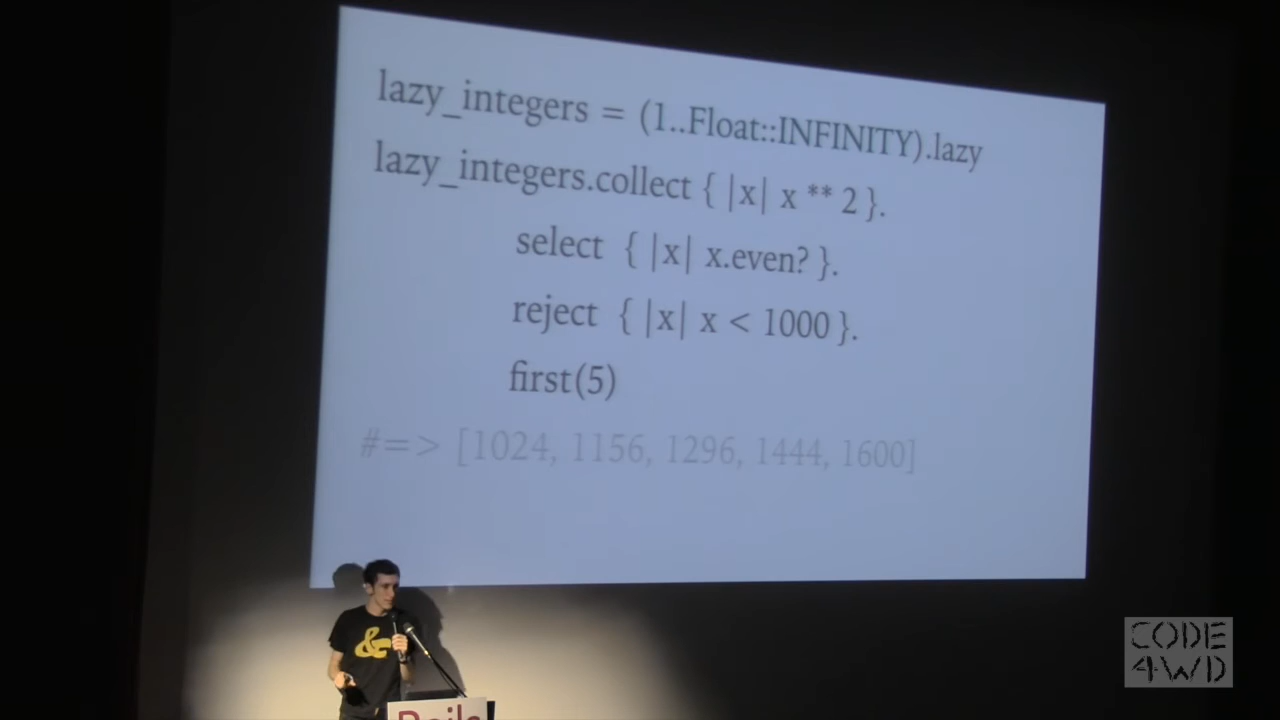 lazy_integers = (1..Float::INFINITY).lazy
lazy_integers.collect { |x| x ** 2 }.
select { |x| x.even? }.
reject { |x| x < 1000 }.
first(5)
#=> [1024, 1156, 1296, 1444, 1600]
&
Rails
CODE
4WD